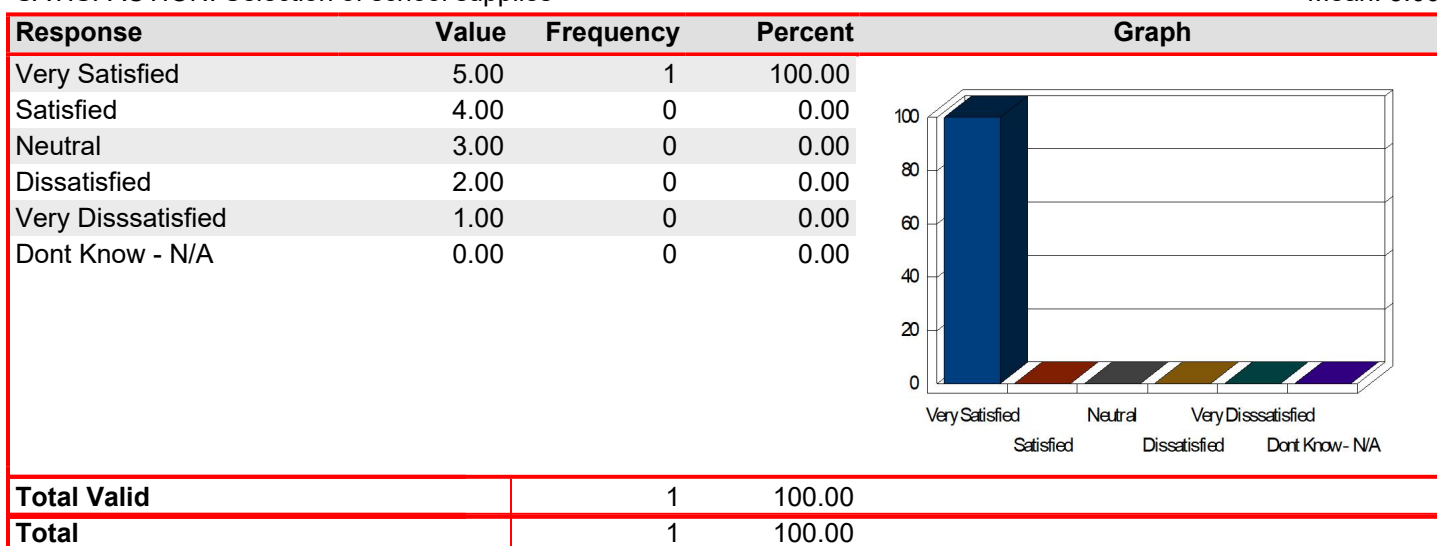 Response Value Frequency Percent Graph
Very Satisfied 5.00 1 100.00
Satisfied 4.00 0 0.00
Neutral 3.00 0 0.00
Dissatisfied 2.00 0 0.00
Very Disssatisfied 1.00 0 0.00
Dont Know - N/A 0.00 0 0.00
100
80
60
40
20
0
Very Satisfied Neutral Very Disssatisfied
Satisfied Dissatisfied Dont Know - N/A
Total Valid 1 100.00
Total 1 100.00